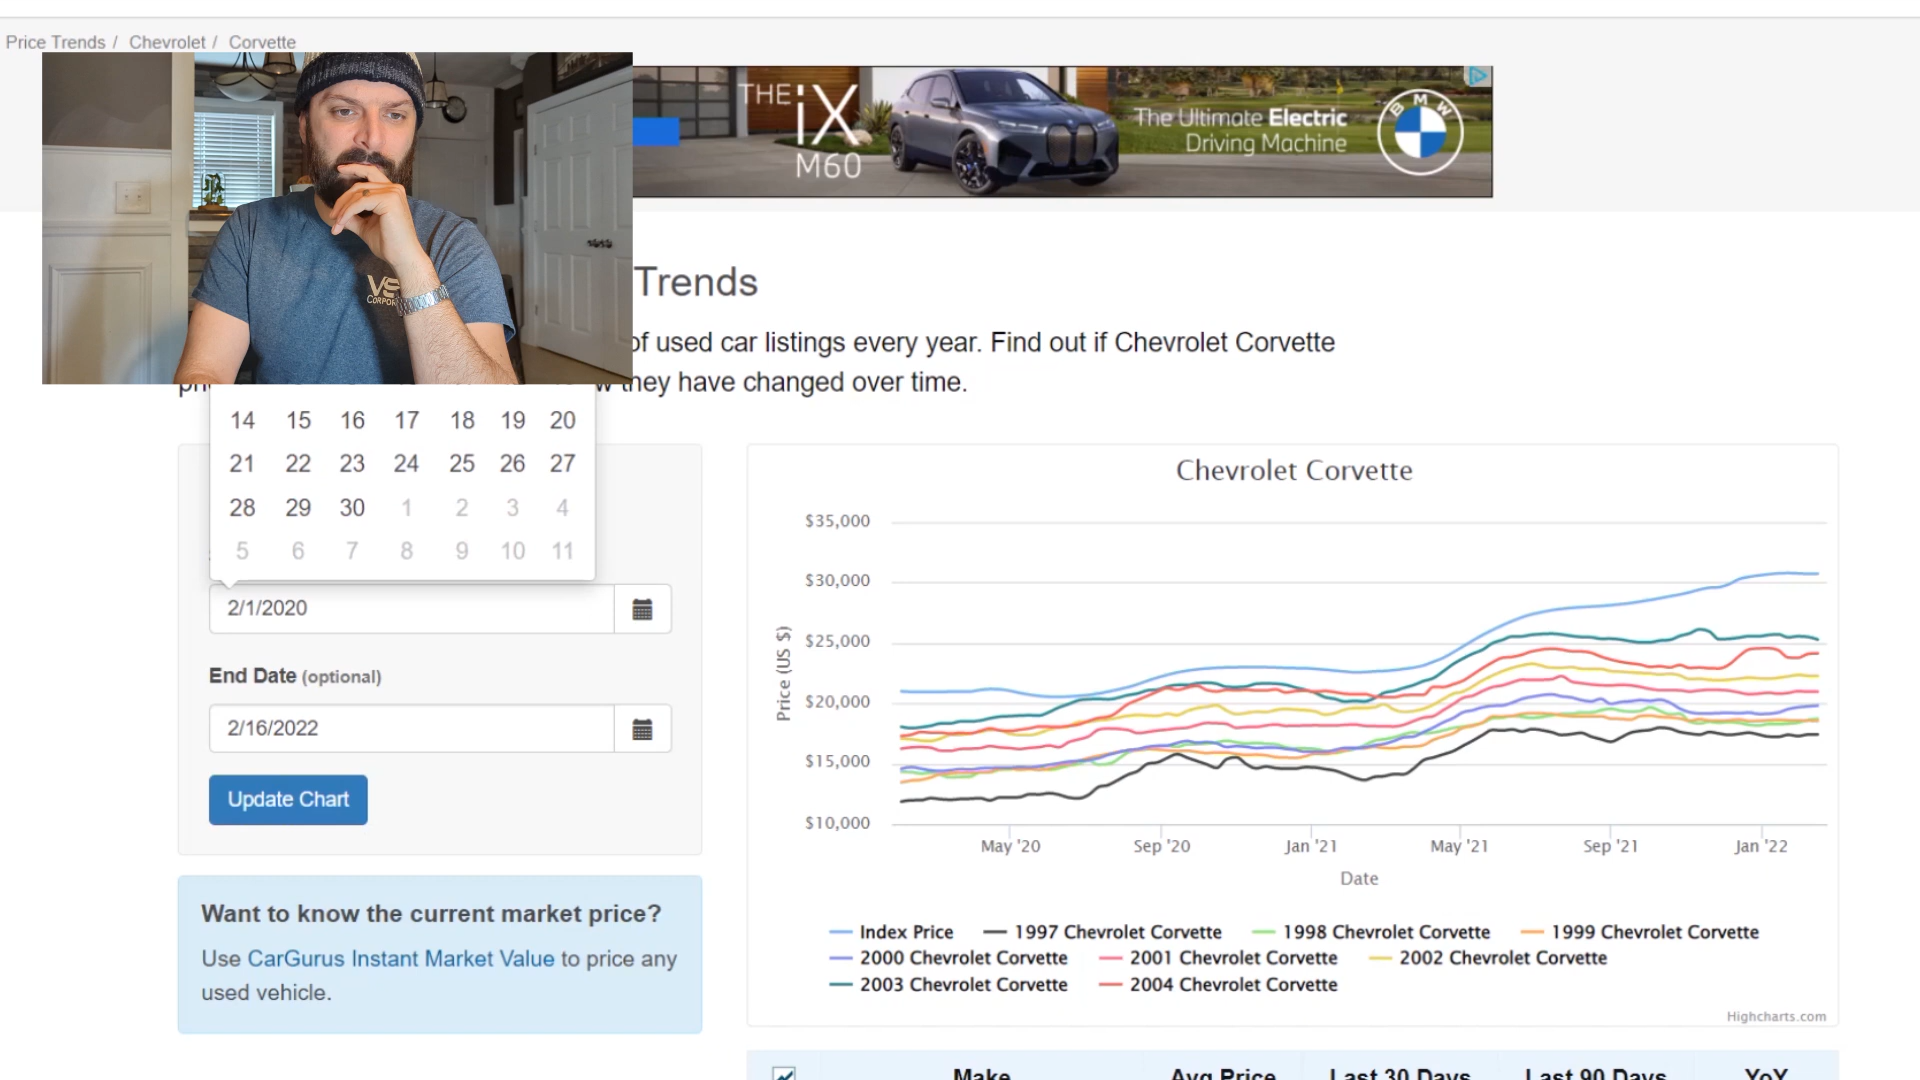 Price Trends / Chevrolet / Corvette
THE iX
M60
The Ultimate Electric
Driving Machine
BMW
VS
CORPOR
Trends
of used car listings every year. Find out if Chevrolet Corvette
they have changed over time.
14 15 16 17 18 19 20
21 22 23 24 25 26 27
28 29 30 1 2 3 4
5 6 7 8 9 10 11
2/1/2020
End Date (optional)
2/16/2022
Update Chart
Want to know the current market price?
Use CarGurus Instant Market Value to price any
used vehicle.
Chevrolet Corvette
$35,000
$30,000
$25,000
$20,000
$15,000
$10,000
Price (US $)
May '20 Sep '20 Jan '21 May '21 Sep '21 Jan '22
Date
Index Price 1997 Chevrolet Corvette 1998 Chevrolet Corvette 1999 Chevrolet Corvette
2000 Chevrolet Corvette 2001 Chevrolet Corvette 2002 Chevrolet Corvette
2003 Chevrolet Corvette 2004 Chevrolet Corvette
Highcharts.com
Make Avg Price Last 30 Days Last 90 Days YoY